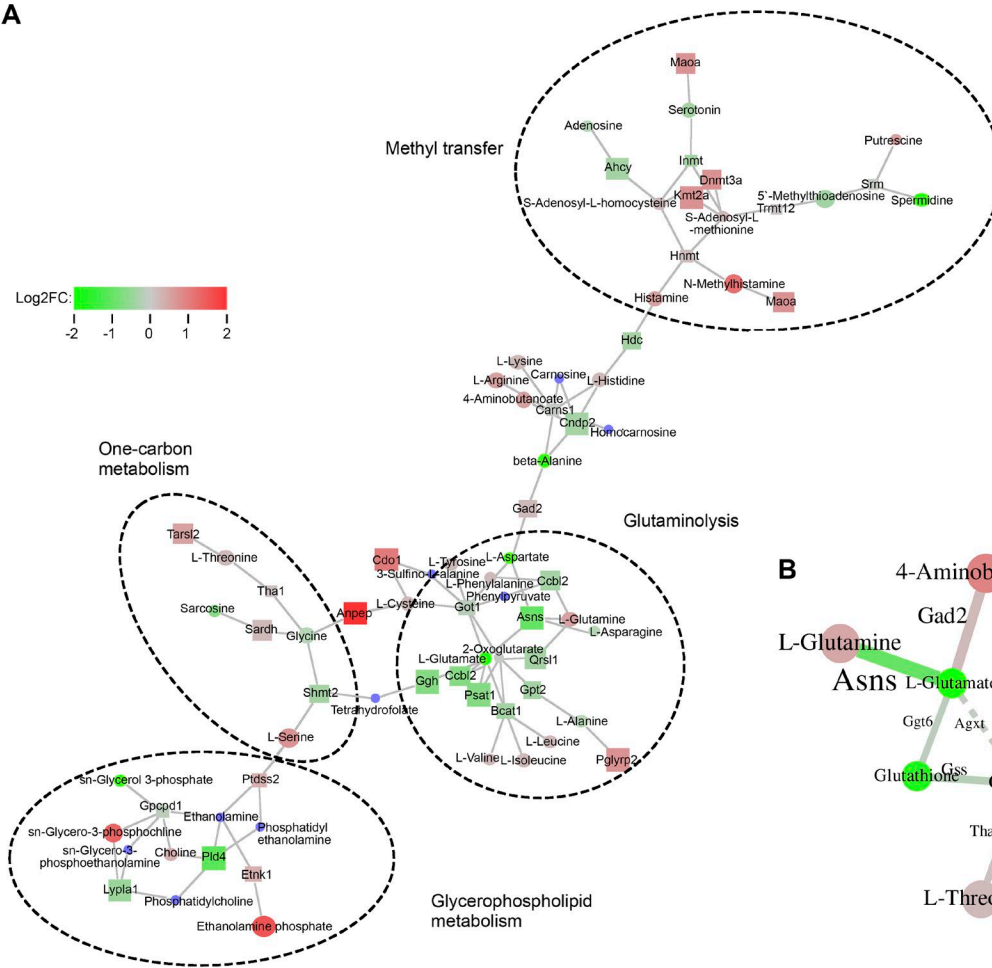 A
Maoa
Serotonin
Adenosine
Methyl transfer
Putrescine
Inmt
Ahcy
Dnmt3a
Srm
Kmt2a
5`-Methylthioadenosine
S-Adenosyl-L-homocysteine
Spermidine
Trmt12
S-Adenosyl-L
-methionine
Hnmt
N-Methylhistamine
Log2FC:
Histamine
Maoa
-2 -1 0 1 2
Hdc
L-Lysine
Carnosine
L-Arginine
L-Histidine
4-Aminobutanoate
Carns1
Cndp2
Homocarnosine
One-carbon
metabolism
beta-Alanine
Gad2
Glutaminolysis
Tarsl2
L-Threonine
Cdo1
L-Tyrosine
L-Aspartate
3-Sulfino-L-alanine
L-Phenylalanine
Ccbl2
B
4-Aminob
Tha1
Phenylpyruvate
Sarcosine
Anpep
L-Cysteine
Got1
Asns
L-Glutamine
Gad2
Sardh
Glycine
L-Asparagine
L-Glutamine
2-Oxoglutarate
L-Glutamate
Qrsl1
Ggh
Ccbl2
Asns
L-Glutamate
Shmt2
Psat1
Gpt2
Tetrahydrofolate
Bcat1
L-Alanine
Ggt6
Agxt
L-Serine
L-Leucine
L-Valine
L-Isoleucine
Pglyrp2
Glutathione
Gss
sn-Glycerol 3-phosphate
Ptdss2
Gpcpd1
Ethanolamine
sn-Glycero-3-phosphochline
Phosphatidyl
ethanolamine
Tha
sn-Glycero-3-
phosphoethanolamine
Choline
Pld4
Etnk1
Lypla1
Phosphatidylcholine
L-Threo
Glycerophospholipid
metabolism
Ethanolamine phosphate